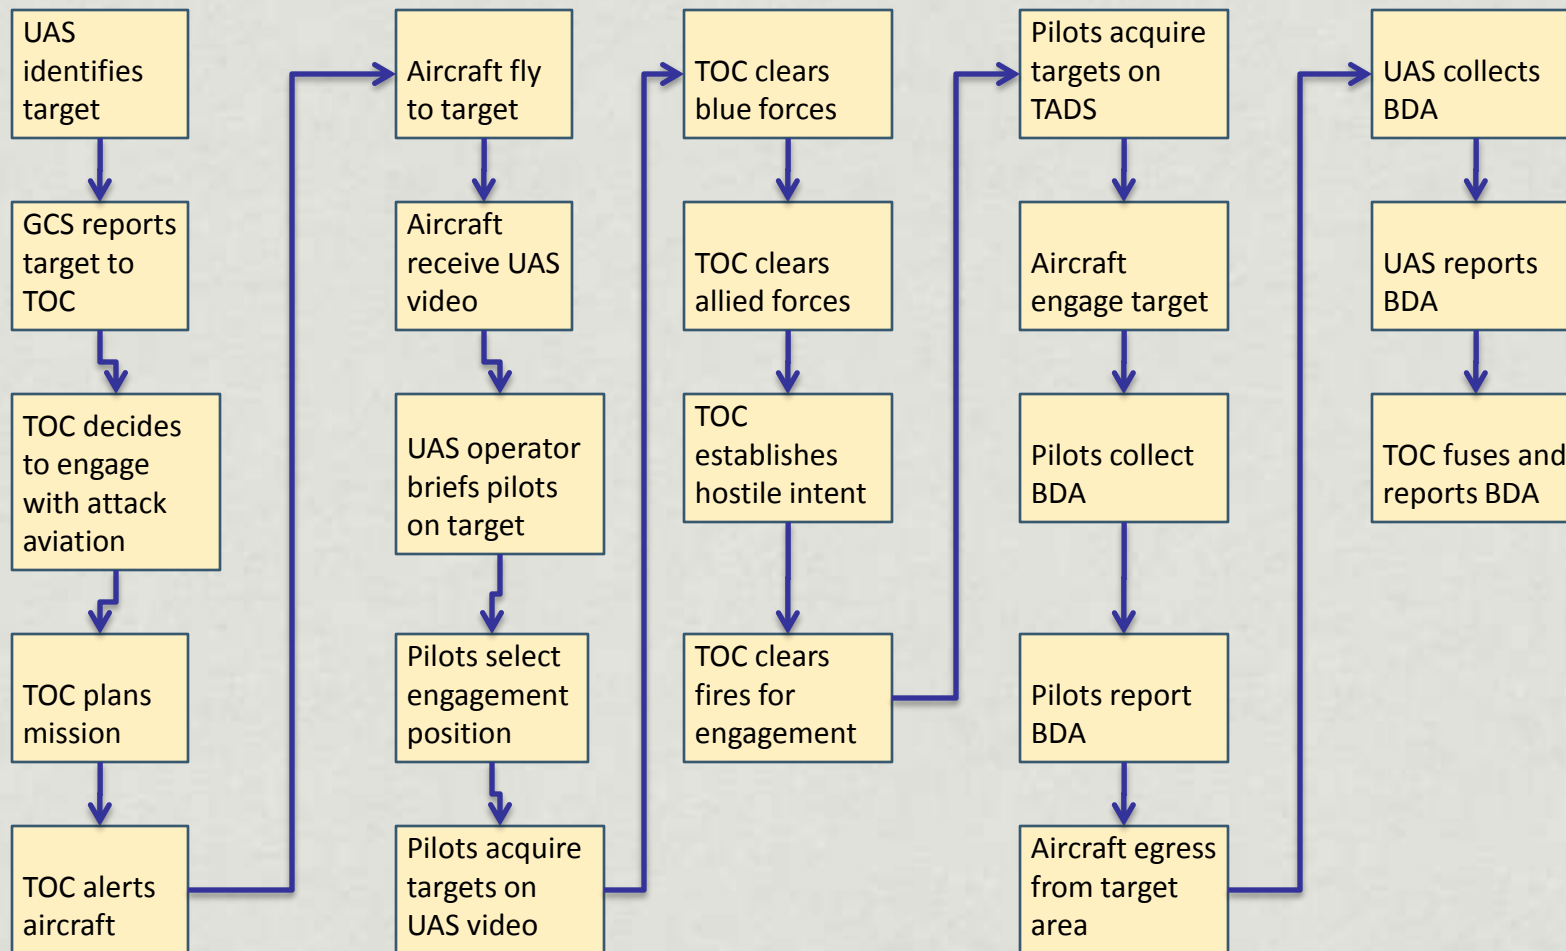 UAS
identifies
target
GCS reports
target to
TOC
TOC decides
to engage
with attack
aviation
TOC plans
mission
TOC alerts
aircraft
Aircraft fly
to target
Aircraft
receive UAS
video
UAS operator
briefs pilots
on target
Pilots select
engagement
position
Pilots acquire
targets on
UAS video
TOC clears
blue forces
TOC clears
allied forces
TOC
establishes
hostile intent
TOC clears
fires for
engagement
Pilots acquire
targets on
TADS
Aircraft
engage target
Pilots collect
BDA
Pilots report
BDA
Aircraft egress
from target
area
UAS collects
BDA
UAS reports
BDA
TOC fuses and
reports BDA